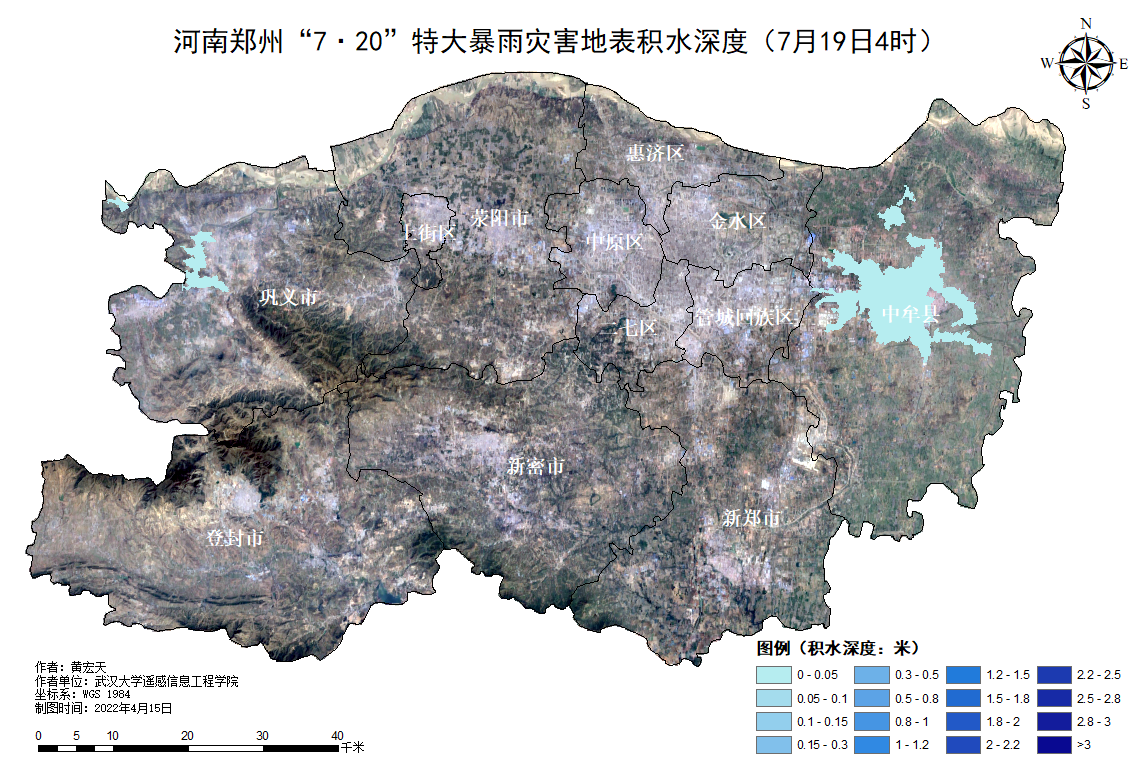 河南郑州“7·20”特大暴雨灾害地表积水深度（7月19日4时）
N
W E
S
惠济区
金水区
荥阳市
上街区
中原区
巩义市
中牟县
管城回族区
二七区
新密市
新郑市
登封市
作者：黄宏天
作者单位：武汉大学遥感信息工程学院
坐标系：WGS 1984
制图时间：2022年4月15日
0 5 10 20 30 40
千米
图例（积水深度：米）
0 - 0.05 0.3 - 0.5 1.2 - 1.5 2.2 - 2.5
0.05 - 0.1 0.5 - 0.8 1.5 - 1.8 2.5 - 2.8
0.1 - 0.15 0.8 - 1 1.8 - 2 2.8 - 3
0.15 - 0.3 1 - 1.2 2 - 2.2 >3